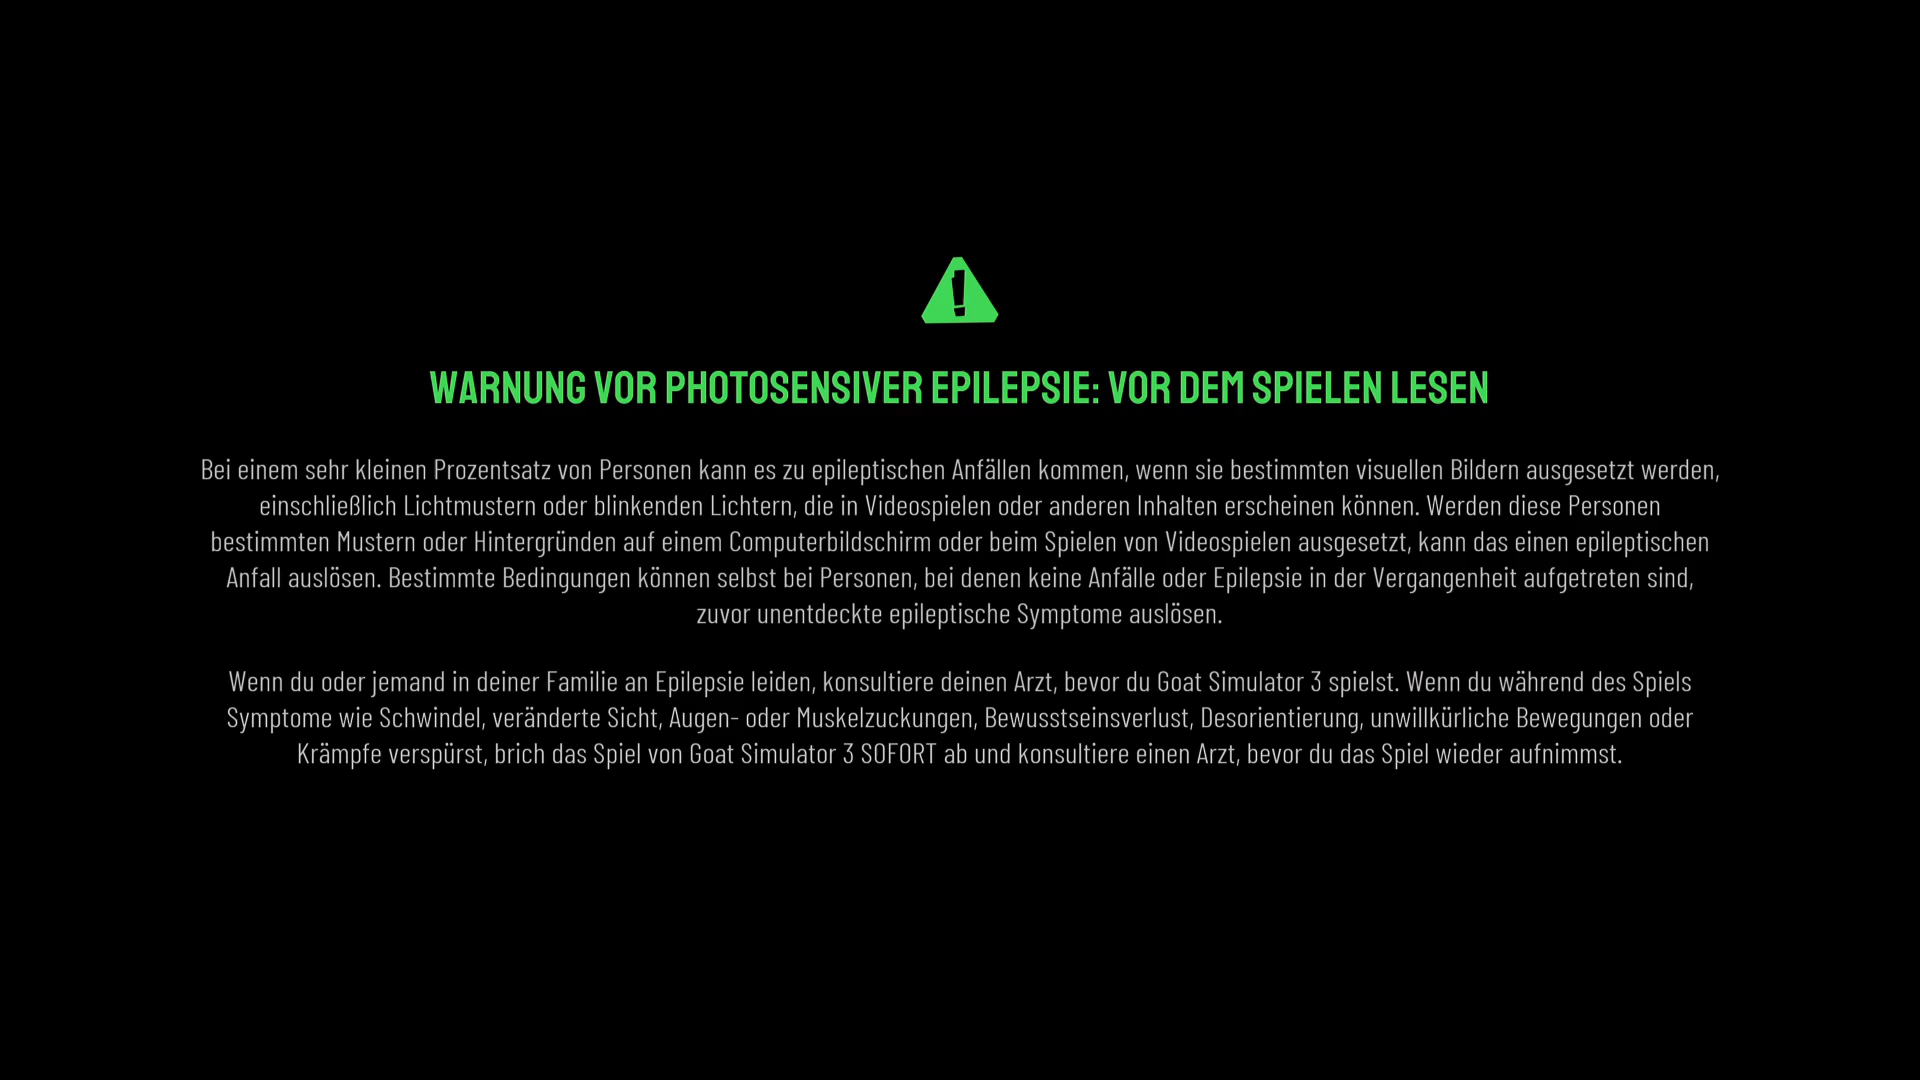 WARNUNG VOR PHOTOSENSIVER EPILEPSIE: VOR DEM SPIELEN LESEN
Bei einem sehr kleinen Prozentsatz von Personen kann es zu epileptischen Anfällen kommen, wenn sie bestimmten visuellen Bildern ausgesetzt werden,
einschließlich Lichtmustern oder blinkenden Lichtern, die in Videospielen oder anderen Inhalten erscheinen können. Werden diese Personen
bestimmten Mustern oder Hintergründen auf einem Computerbildschirm oder beim Spielen von Videospielen ausgesetzt, kann das einen epileptischen
Anfall auslösen. Bestimmte Bedingungen können selbst bei Personen, bei denen keine Anfälle oder Epilepsie in der Vergangenheit aufgetreten sind,
zuvor unentdeckte epileptische Symptome auslösen.
Wenn du oder jemand in deiner Familie an Epilepsie leiden, konsultiere deinen Arzt, bevor du Goat Simulator 3 spielst. Wenn du während des Spiels
Symptome wie Schwindel, veränderte Sicht, Augen- oder Muskelzuckungen, Bewusstseinsverlust, Desorientierung, unwillkürliche Bewegungen oder
Krämpfe verspürst, brich das Spiel von Goat Simulator 3 SOFORT ab und konsultiere einen Arzt, bevor du das Spiel wieder aufnimmst.